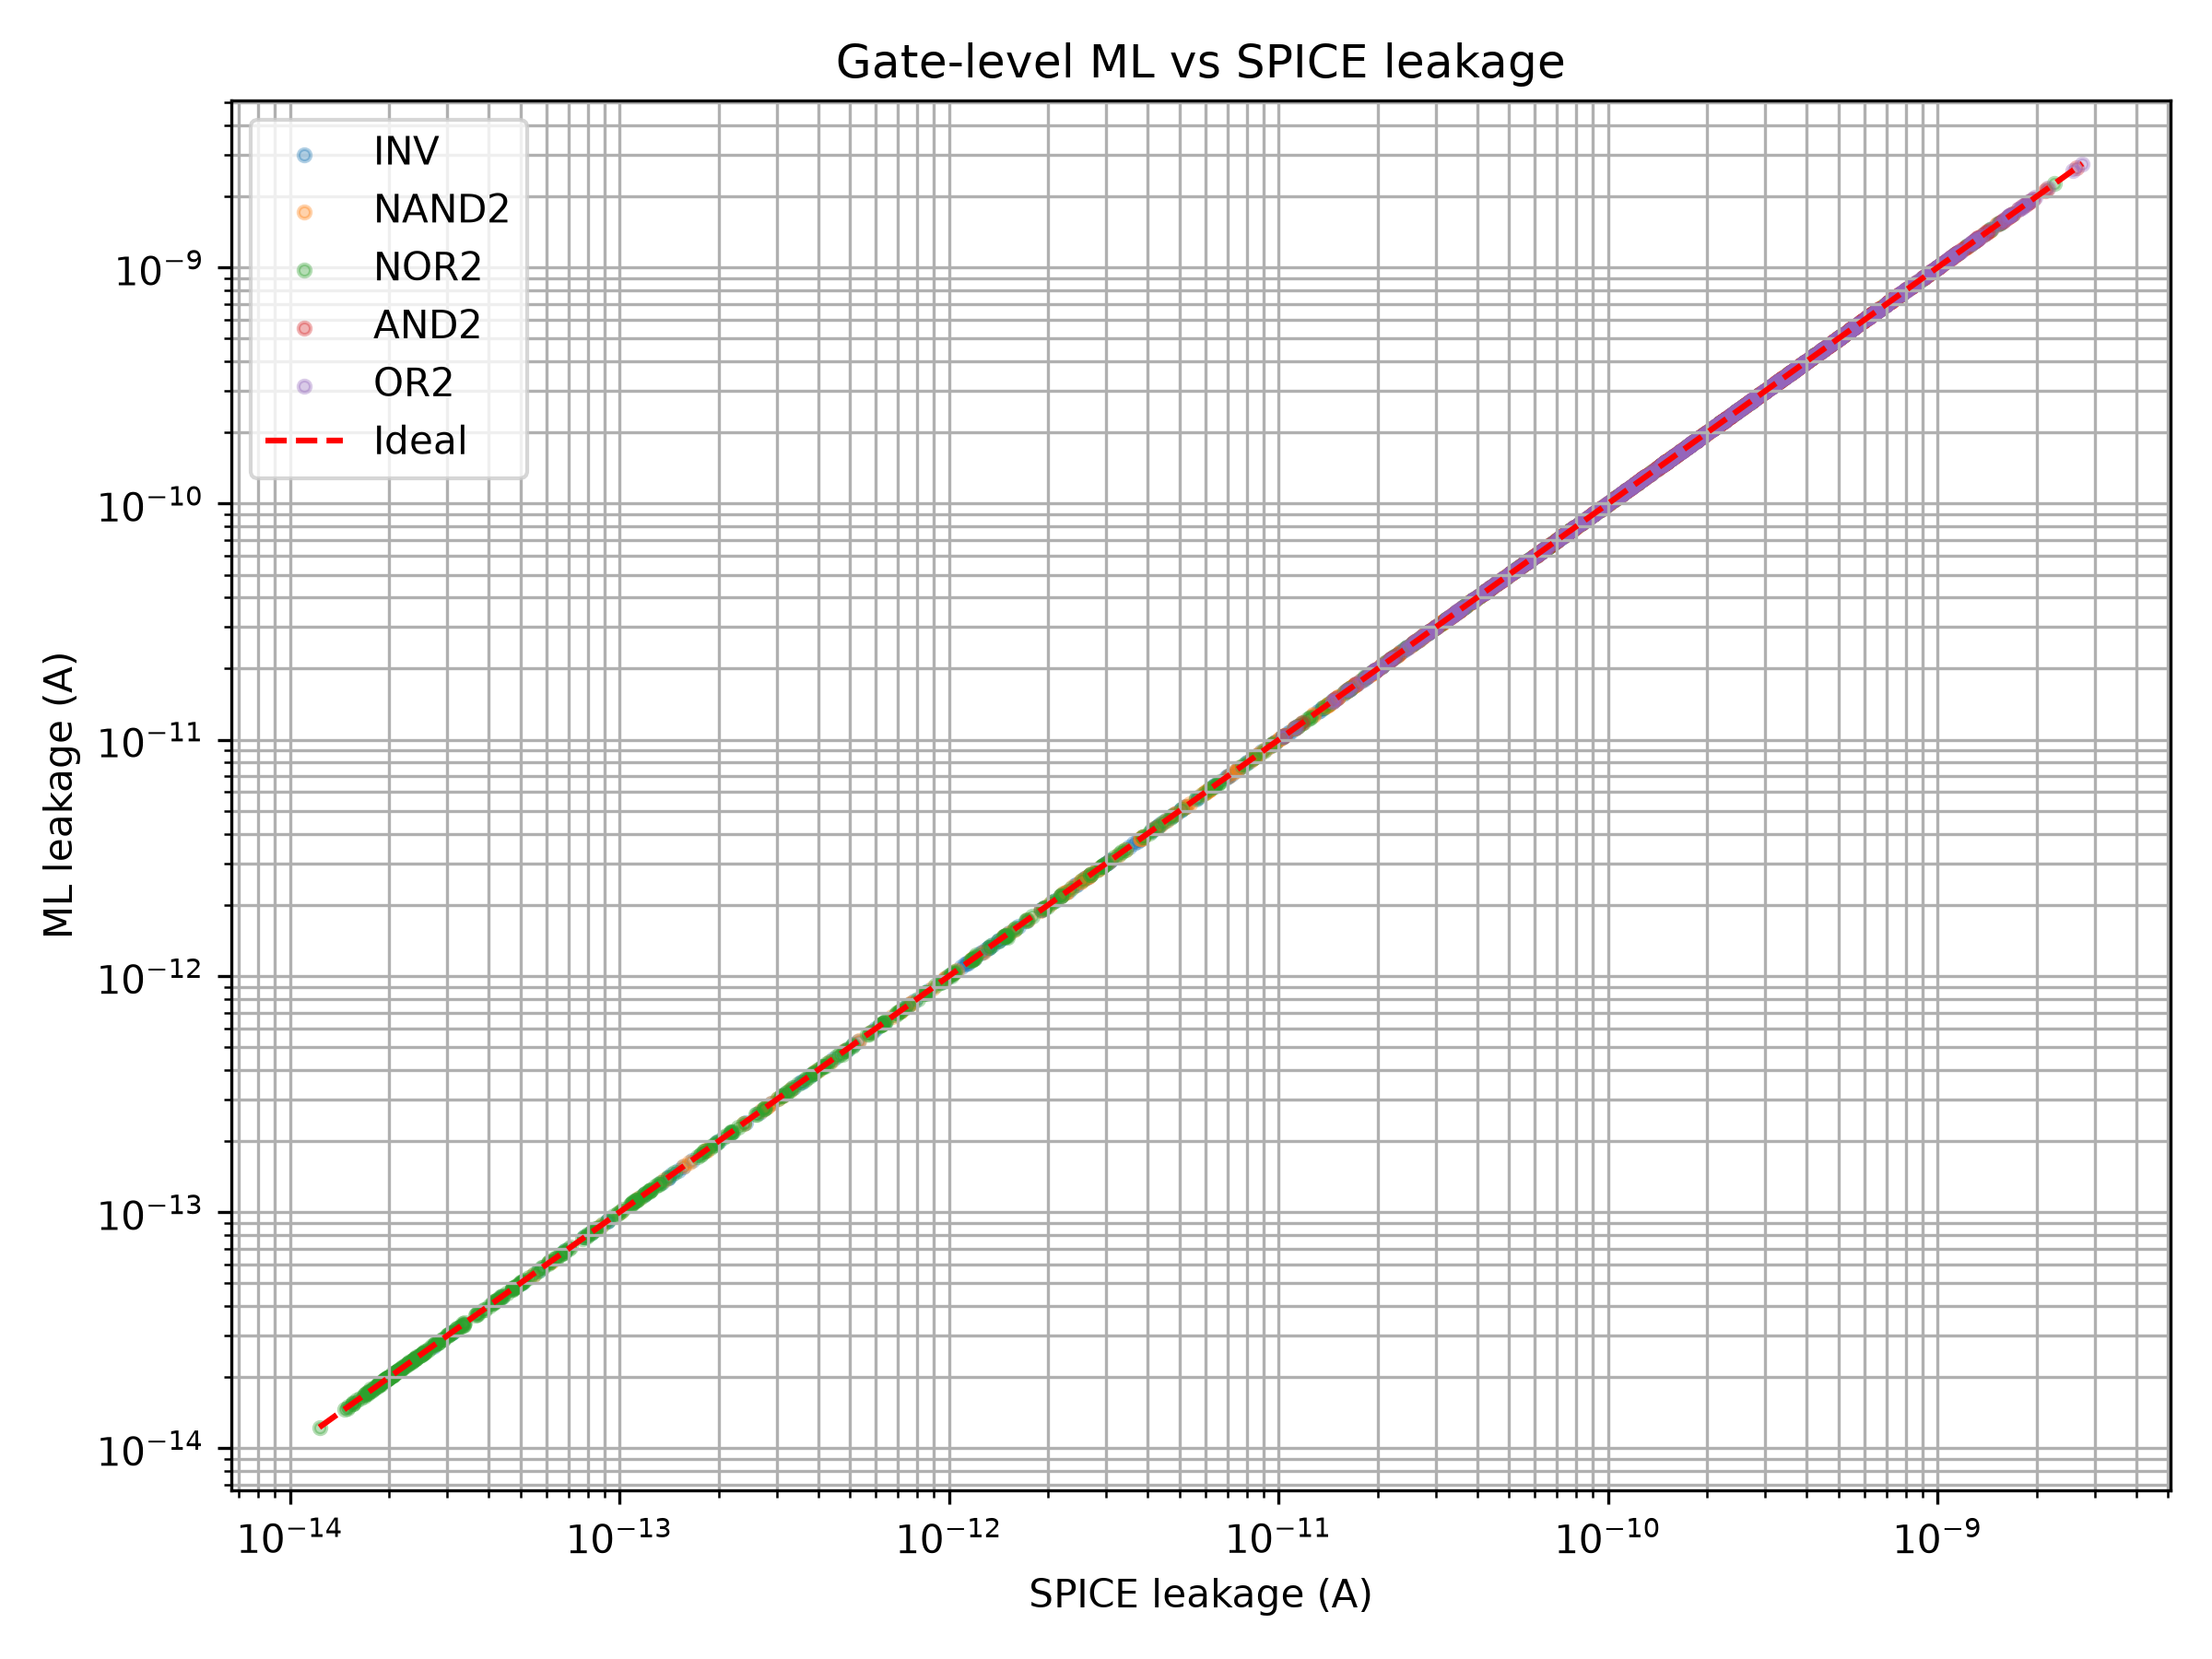 Gate-level ML vs SPICE leakage
INV
NAND2
NOR2
AND2
OR2
Ideal
10⁻⁹
10⁻¹⁰
10⁻¹¹
10⁻¹²
10⁻¹³
10⁻¹⁴
ML leakage (A)
10⁻¹⁴ 10⁻¹³ 10⁻¹² 10⁻¹¹ 10⁻¹⁰ 10⁻⁹
SPICE leakage (A)